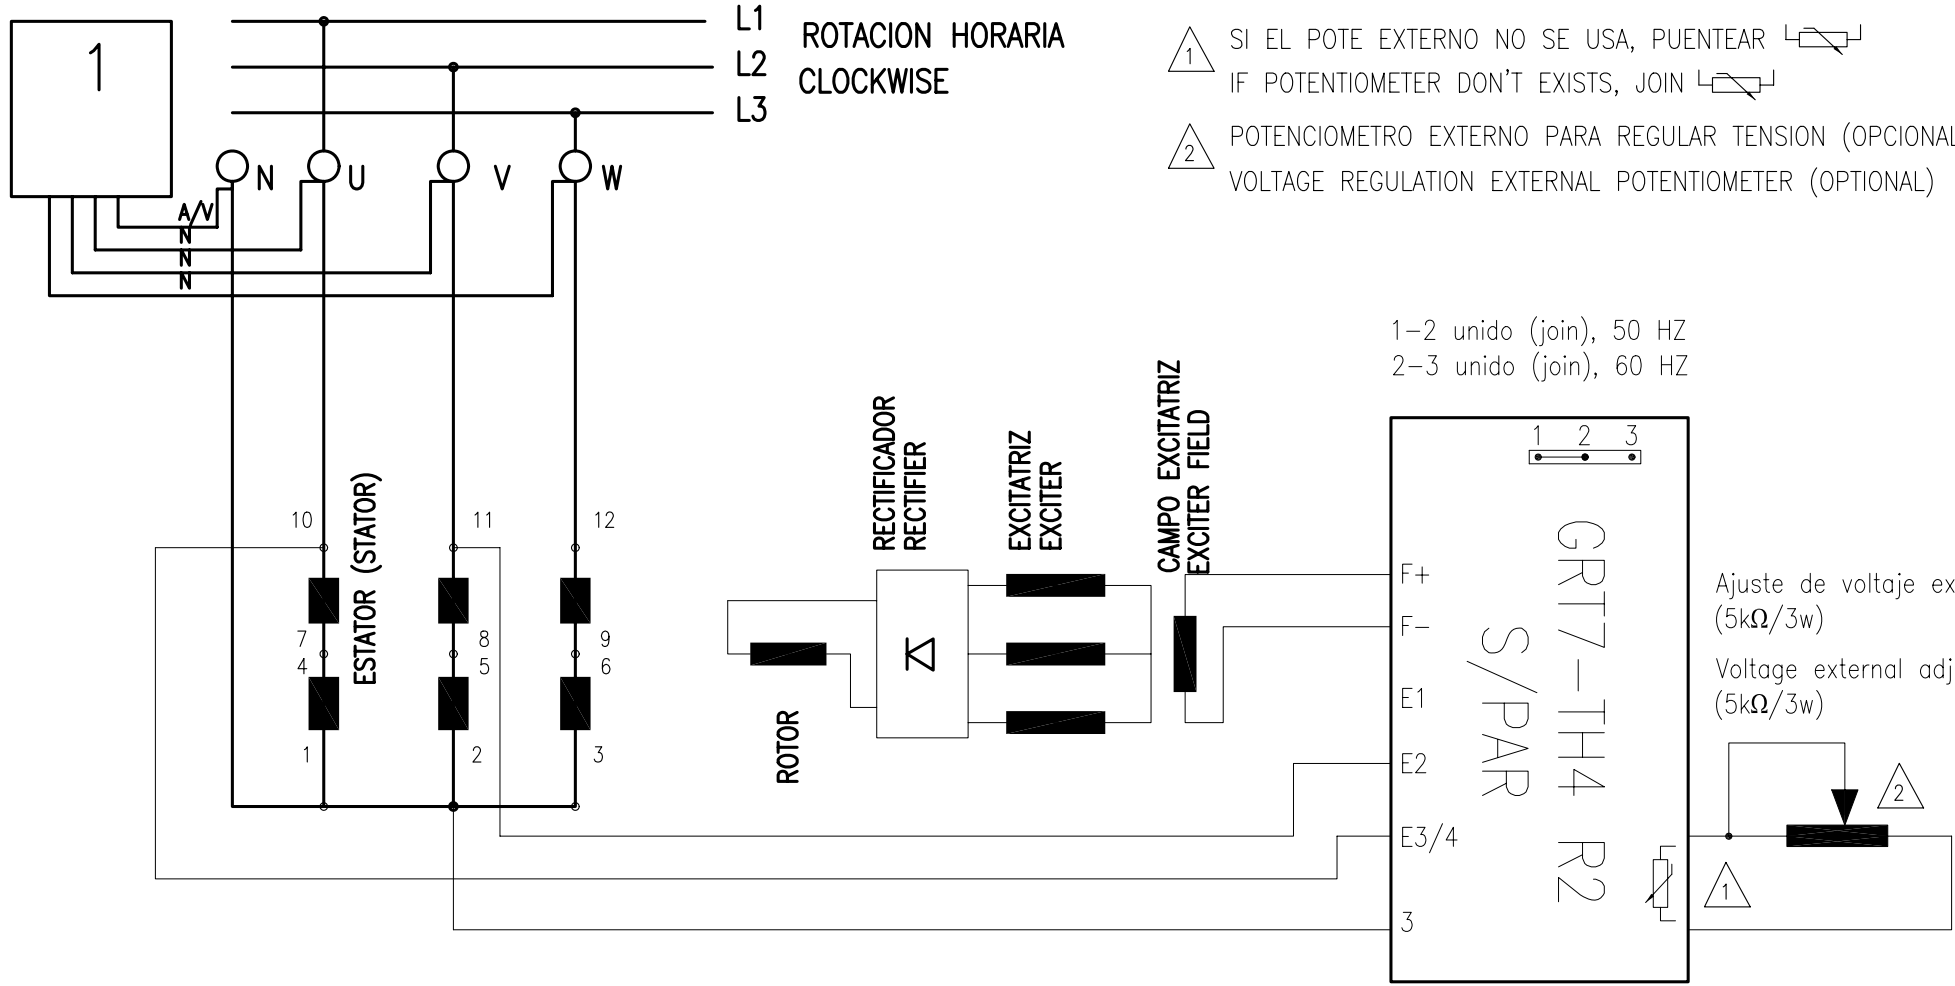 1
L1
L2
L3
ROTACION HORARIA
CLOCKWISE
1
SI EL POTE EXTERNO NO SE USA, PUENTEAR
IF POTENTIOMETER DON'T EXISTS, JOIN
2
POTENCIOMETRO EXTERNO PARA REGULAR TENSION (OPCIONAL
VOLTAGE REGULATION EXTERNAL POTENTIOMETER (OPTIONAL)
N
U
V
W
A/V
N
N
N
1-2 unido (join), 50 HZ
2-3 unido (join), 60 HZ
RECTIFICADOR
RECTIFIER
EXCITATRIZ
EXCITER
CAMPO EXCITATRIZ
EXCITER FIELD
1 2 3
ESTATOR (STATOR)
10
11
12
7
4
8
5
9
6
1
2
3
ROTOR
F+
F-
E1
E2
E3/4
3
GRT7-TH4 R2
S/PAR
Ajuste de voltaje ex
(5kΩ/3w)
Voltage external adj
(5kΩ/3w)
2
1